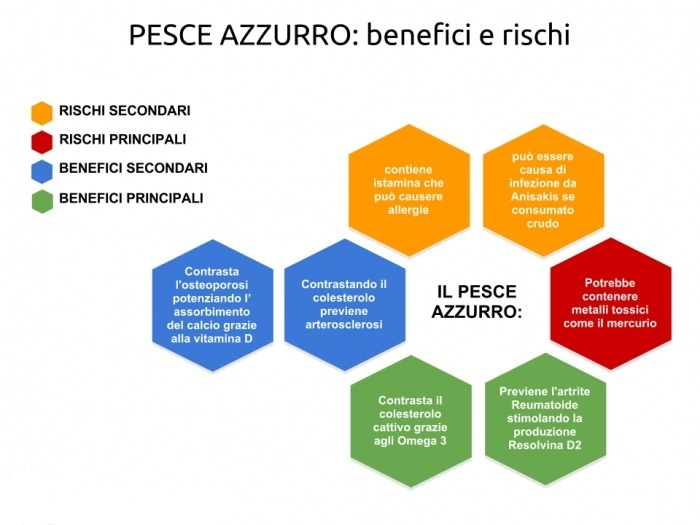 PESCE AZZURRO: benefici e rischi
RISCHI SECONDARI
RISCHI PRINCIPALI
BENEFICI SECONDARI
BENEFICI PRINCIPALI
contiene
istamina che
può causere
allergie
può essere
causa di
infezione da
Anisakis se
consumato
crudo
Contrasta
l'osteoporosi
potenziando l'
assorbimento
del calcio grazie
alla vitamina D
Contrastando il
colesterolo
previene
arterosclerosi
IL PESCE
AZZURRO:
Potrebbe
contenere
metalli tossici
come il mercurio
Contrasta il
colesterolo
cattivo grazie
agli Omega 3
Previene l'artrite
Reumatoide
stimolando la
produzione
Resolvina D2